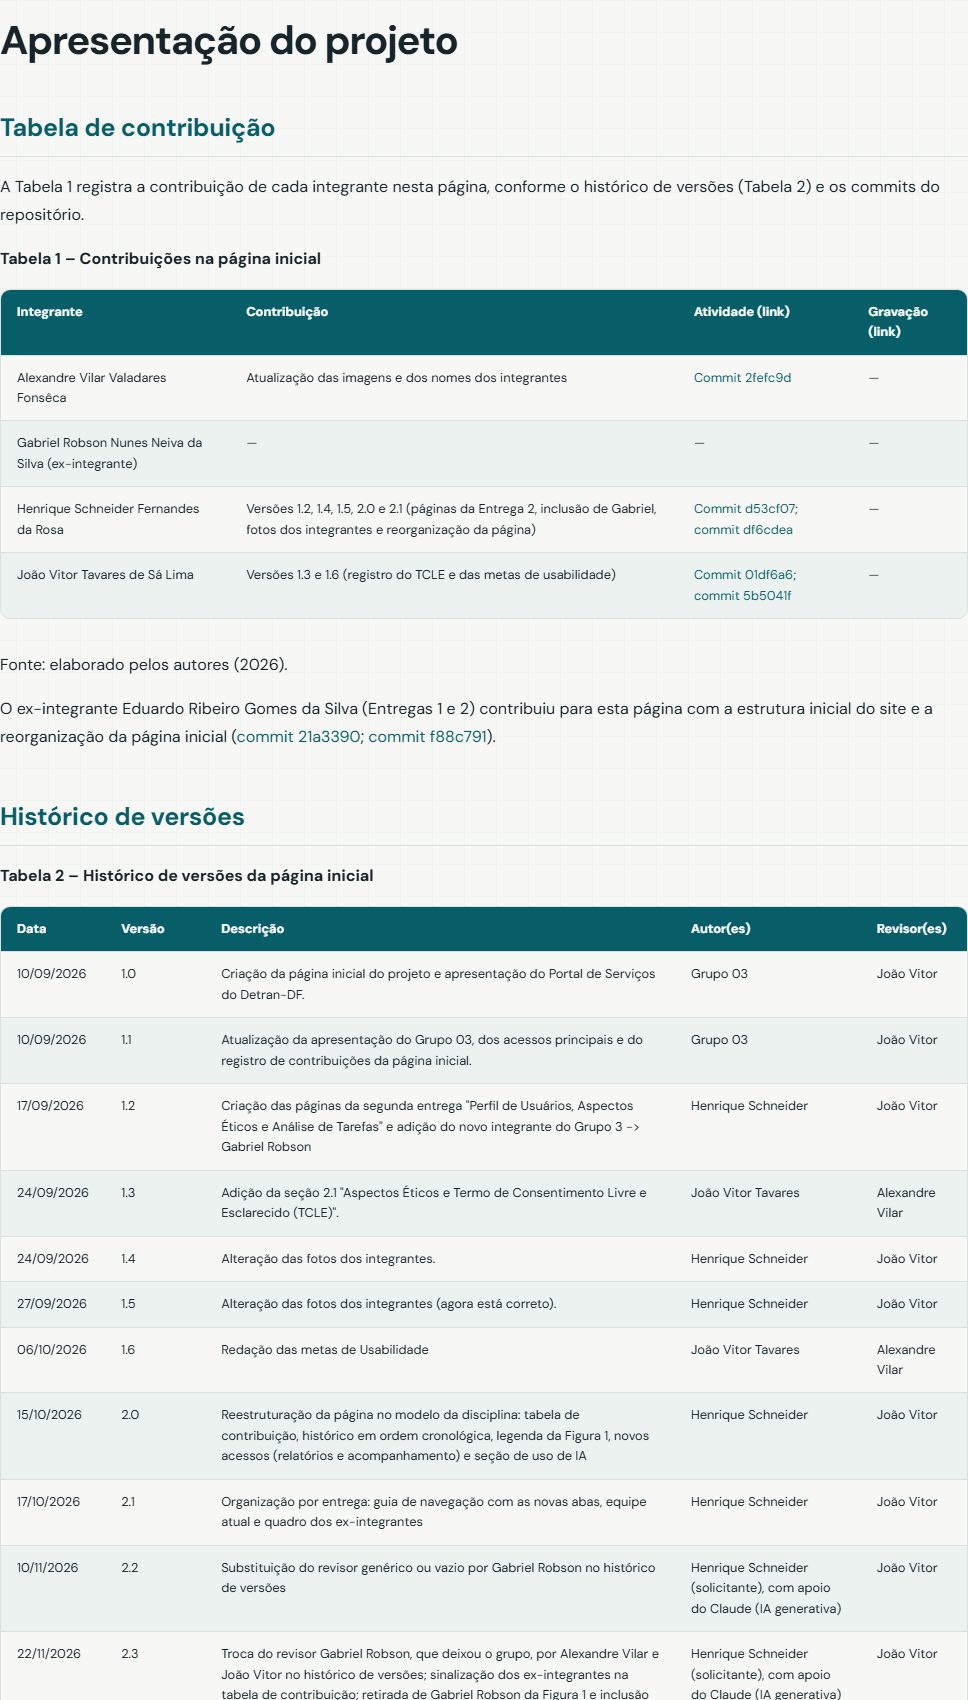 Apresentação do projeto
Tabela de contribuição
A Tabela 1 registra a contribuição de cada integrante nesta página, conforme o histórico de versões (Tabela 2) e os commits do
repositório.
Tabela 1 – Contribuições na página inicial
Integrante Contribuição Atividade (link) Gravação
(link)
Alexandre Vilar Valadares Atualização das imagens e dos nomes dos integrantes Commit 2fefc9d —
Fonsêca
Gabriel Robson Nunes Neiva da — — —
Silva (ex-integrante)
Henrique Schneider Fernandes Versões 1.2, 1.4, 1.5, 2.0 e 2.1 (páginas da Entrega 2, inclusão de Gabriel, Commit d53cf07; —
da Rosa fotos dos integrantes e reorganização da página) commit df6cdea
João Vitor Tavares de Sá Lima Versões 1.3 e 1.6 (registro do TCLE e das metas de usabilidade) Commit 01df6a6; —
commit 5b5041f
Fonte: elaborado pelos autores (2026).
O ex-integrante Eduardo Ribeiro Gomes da Silva (Entregas 1 e 2) contribuiu para esta página com a estrutura inicial do site e a
reorganização da página inicial (commit 21a3390; commit f88c791).
Histórico de versões
Tabela 2 – Histórico de versões da página inicial
Data Versão Descrição Autor(es) Revisor(es)
10/09/2026 1.0 Criação da página inicial do projeto e apresentação do Portal de Serviços Grupo 03 João Vitor
do Detran-DF.
10/09/2026 1.1 Atualização da apresentação do Grupo 03, dos acessos principais e do Grupo 03 João Vitor
registro de contribuições da página inicial.
17/09/2026 1.2 Criação das páginas da segunda entrega "Perfil de Usuários, Aspectos Henrique Schneider João Vitor
Éticos e Análise de Tarefas" e adição do novo integrante do Grupo 3 ->
Gabriel Robson
24/09/2026 1.3 Adição da seção 2.1 "Aspectos Éticos e Termo de Consentimento Livre e João Vitor Tavares Alexandre
Esclarecido (TCLE)". Vilar
24/09/2026 1.4 Alteração das fotos dos integrantes. Henrique Schneider João Vitor
27/09/2026 1.5 Alteração das fotos dos integrantes (agora está correto). Henrique Schneider João Vitor
06/10/2026 1.6 Redação das metas de Usabilidade João Vitor Tavares Alexandre
Vilar
15/10/2026 2.0 Reestruturação da página no modelo da disciplina: tabela de Henrique Schneider João Vitor
contribuição, histórico em ordem cronológica, legenda da Figura 1, novos
acessos (relatórios e acompanhamento) e seção de uso de IA
17/10/2026 2.1 Organização por entrega: guia de navegação com as novas abas, equipe Henrique Schneider João Vitor
atual e quadro dos ex-integrantes
10/11/2026 2.2 Substituição do revisor genérico ou vazio por Gabriel Robson no histórico Henrique Schneider João Vitor
de versões (solicitante), com apoio
do Claude (IA generativa)
22/11/2026 2.3 Troca do revisor Gabriel Robson, que deixou o grupo, por Alexandre Vilar e Henrique Schneider João Vitor
João Vitor no histórico de versões; sinalização dos ex-integrantes na (solicitante), com apoio
tabela de contribuição; retirada de Gabriel Robson da Figura 1 e inclusão do Claude (IA generativa)